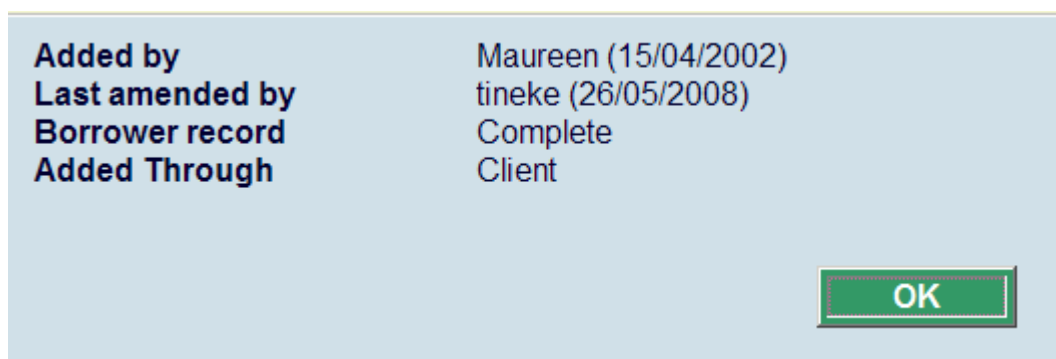 Added by Maureen (15/04/2002)
Last amended by tineke (26/05/2008)
Borrower record Complete
Added Through Client
OK